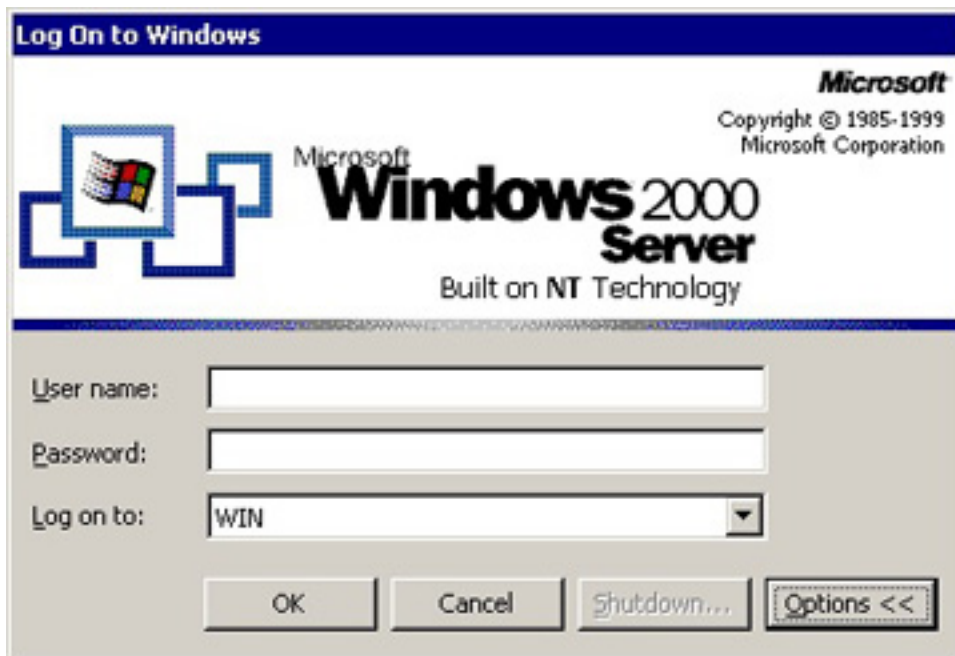 Log On to Windows
Microsoft
Copyright © 1985-1999
Microsoft Corporation
Microsoft
Windows 2000
Server
Built on NT Technology
User name:
Password:
Log on to: WIN
OK Cancel Shutdown... Options <<